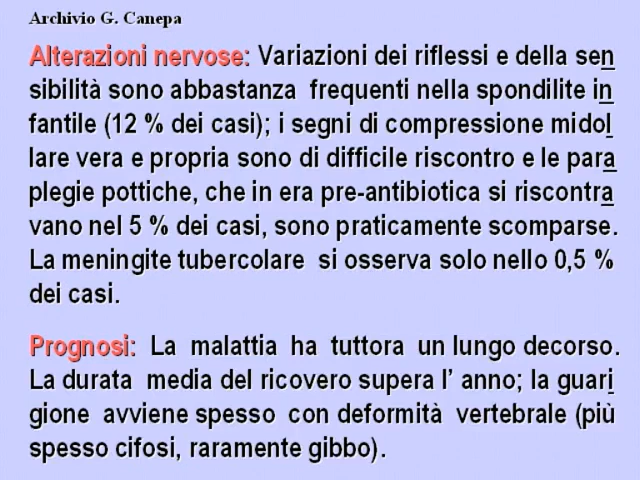 Archivio G. Canepa
Alterazioni nervose: Variazioni dei riflessi e della sen
sibilità sono abbastanza frequenti nella spondilite in
fantile (12 % dei casi); i segni di compressione midol
lare vera e propria sono di difficile riscontro e le para
plegie pottiche, che in era pre-antibiotica si riscontra
vano nel 5 % dei casi, sono praticamente scomparse.
La meningite tubercolare si osserva solo nello 0,5 %
dei casi.
Prognosi: La malattia ha tuttora un lungo decorso.
La durata media del ricovero supera l' anno; la guari
gione avviene spesso con deformità vertebrale (più
spesso cifosi, raramente gibbo).